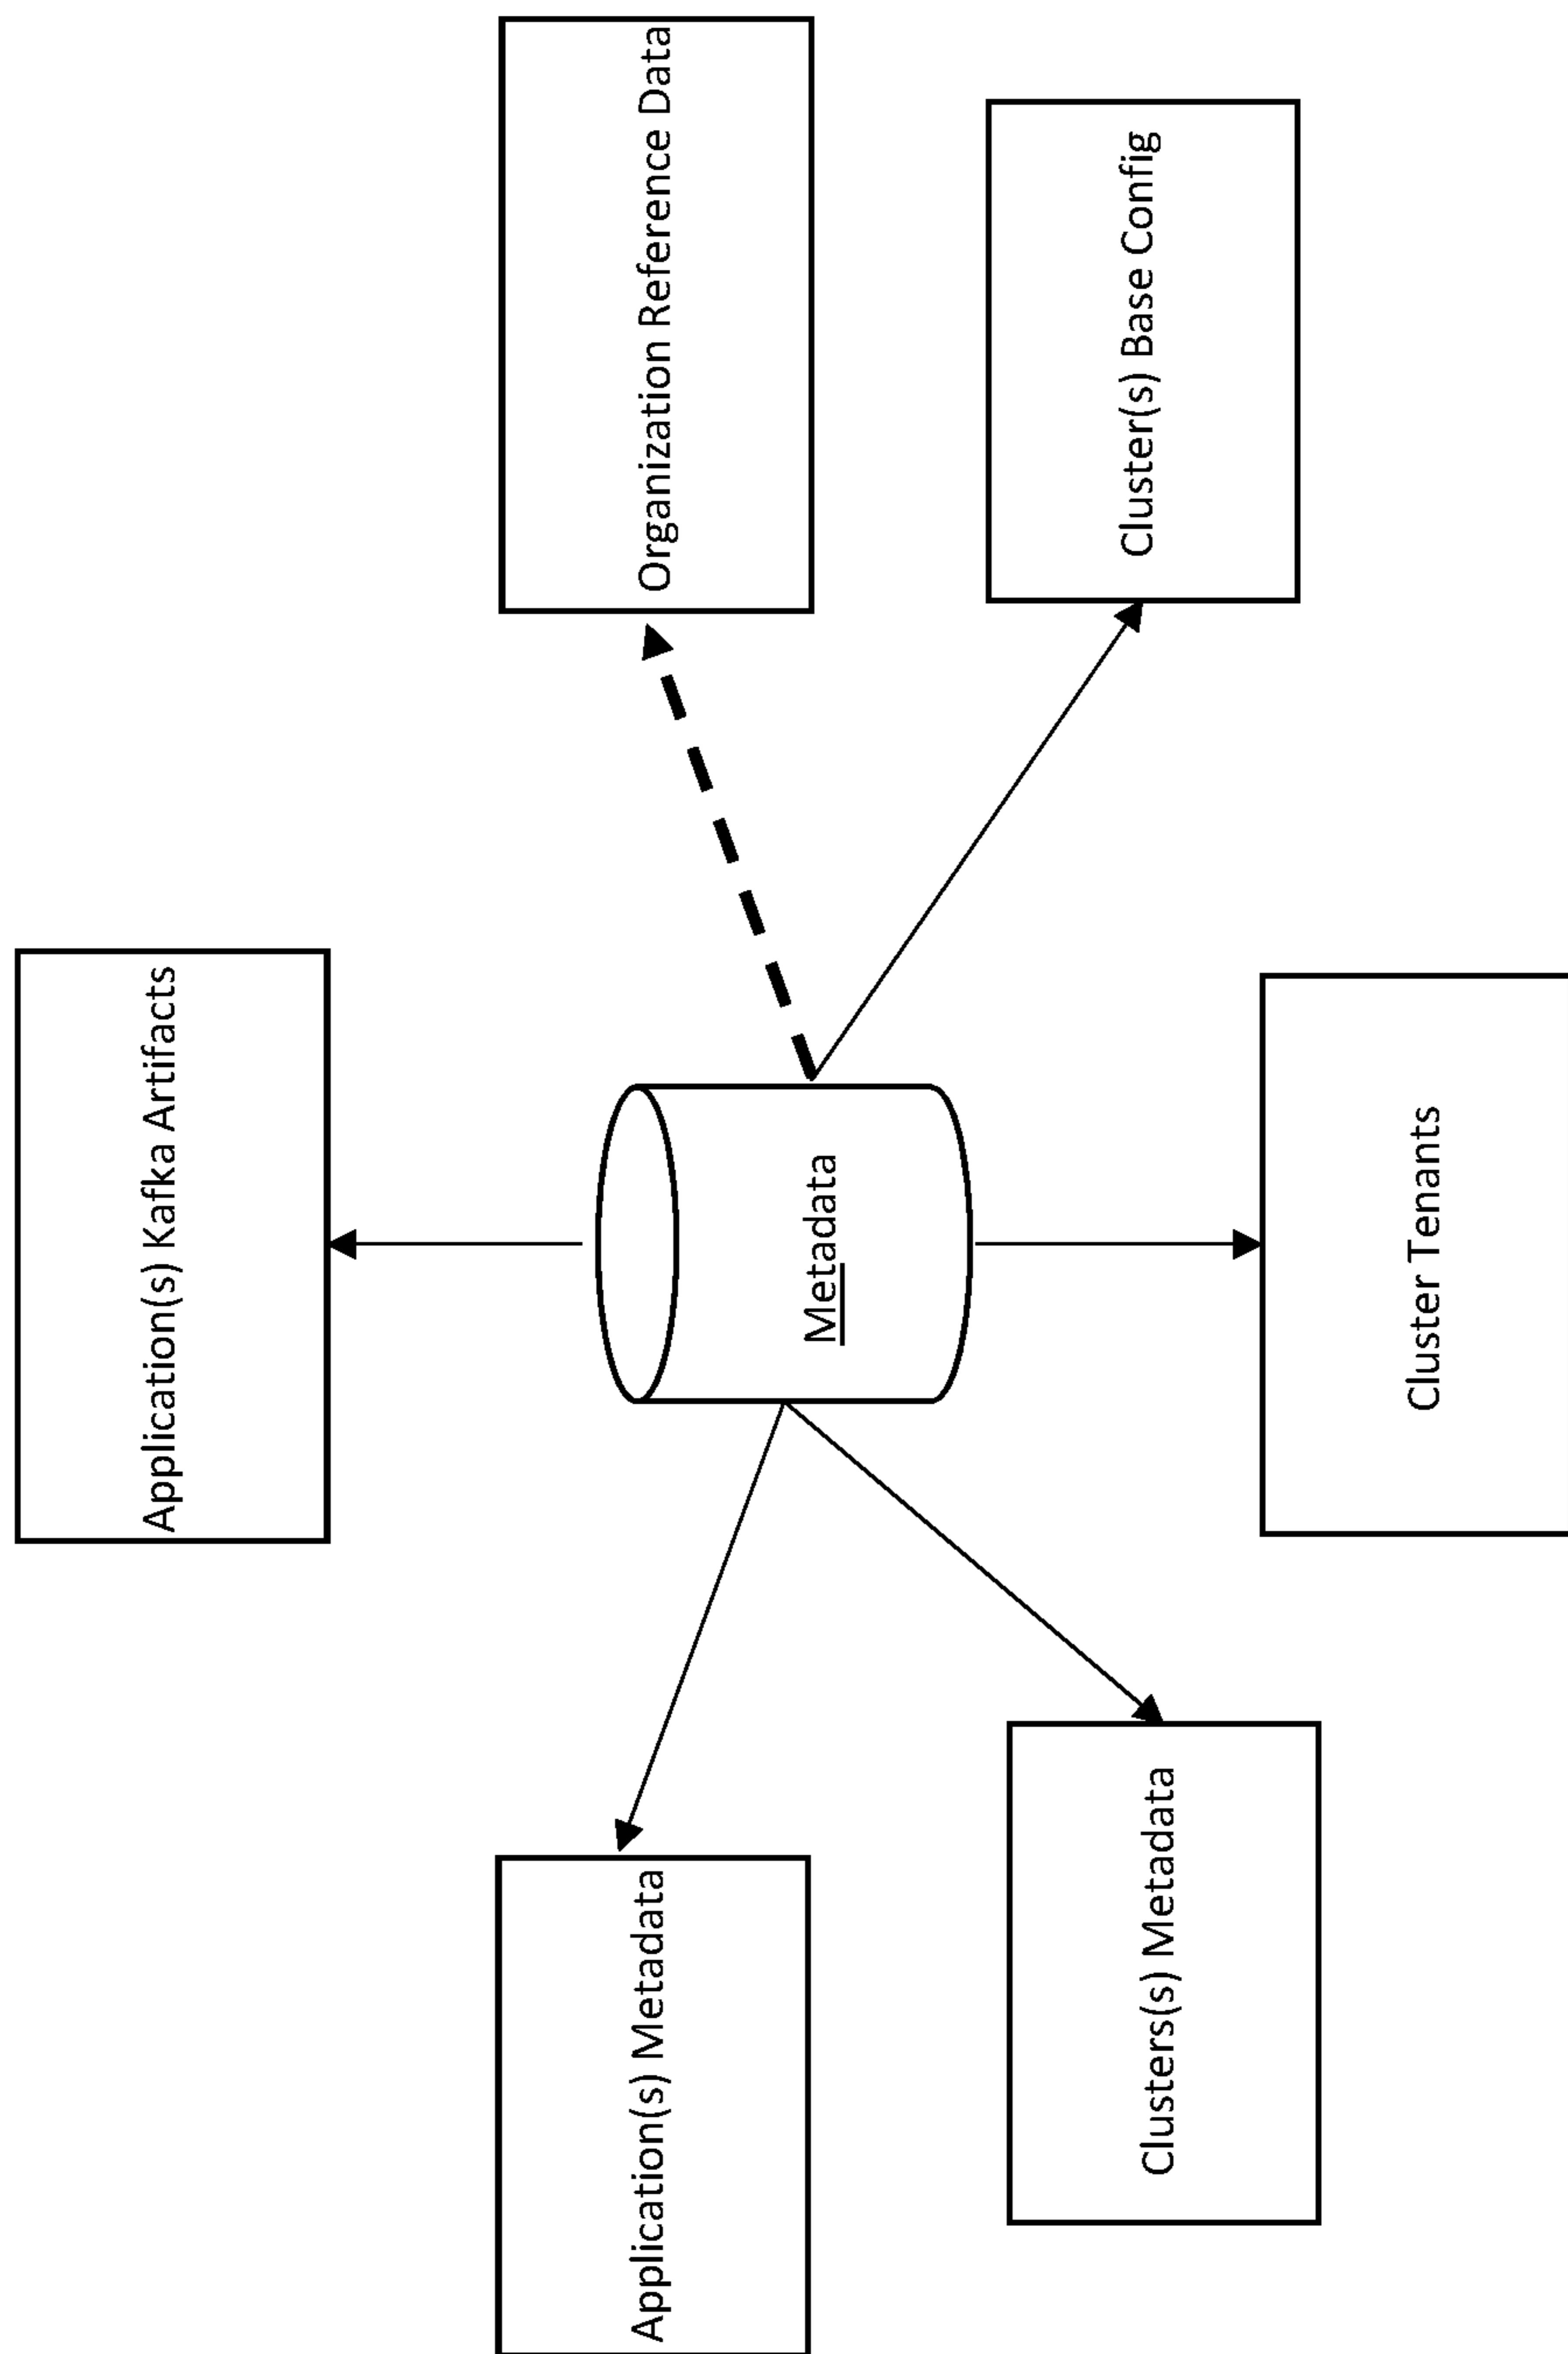 Application(s) Kafka Artifacts
Application(s) Metadata
Organization Reference Data
Metadata
Clusters(s) Metadata
Cluster(s) Base Config
Cluster Tenants